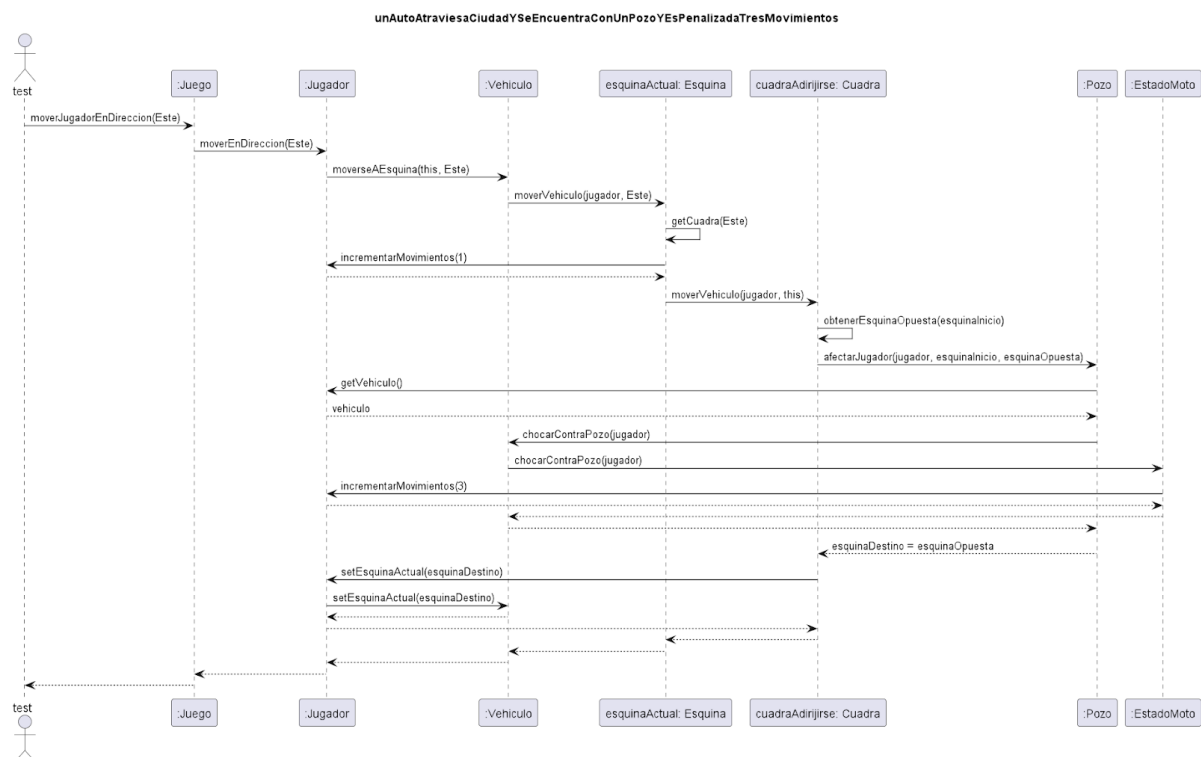 unAutoAtraviesaCiudadYSeEncuentraConUnPozoYEsPenalizadaTresMovimientos
test
:Juego
:Jugador
:Vehiculo
esquinaActual: Esquina
cuadraAdirijirse: Cuadra
:Pozo
:EstadoMoto
moverJugadorEnDireccion(Este)
moverEnDireccion(Este)
moverseAEsquina(this, Este)
moverVehiculo(jugador, Este)
getCuadra(Este)
incrementarMovimientos(1)
moverVehiculo(jugador, this)
obtenerEsquinaOpuesta(esquinaInicio)
afectarJugador(jugador, esquinaInicio, esquinaOpuesta)
getVehiculo()
vehiculo
chocarContraPozo(jugador)
chocarContraPozo(jugador)
incrementarMovimientos(3)
esquinaDestino = esquinaOpuesta
setEsquinaActual(esquinaDestino)
setEsquinaActual(esquinaDestino)
test
:Juego
:Jugador
:Vehiculo
esquinaActual: Esquina
cuadraAdirijirse: Cuadra
:Pozo
:EstadoMoto